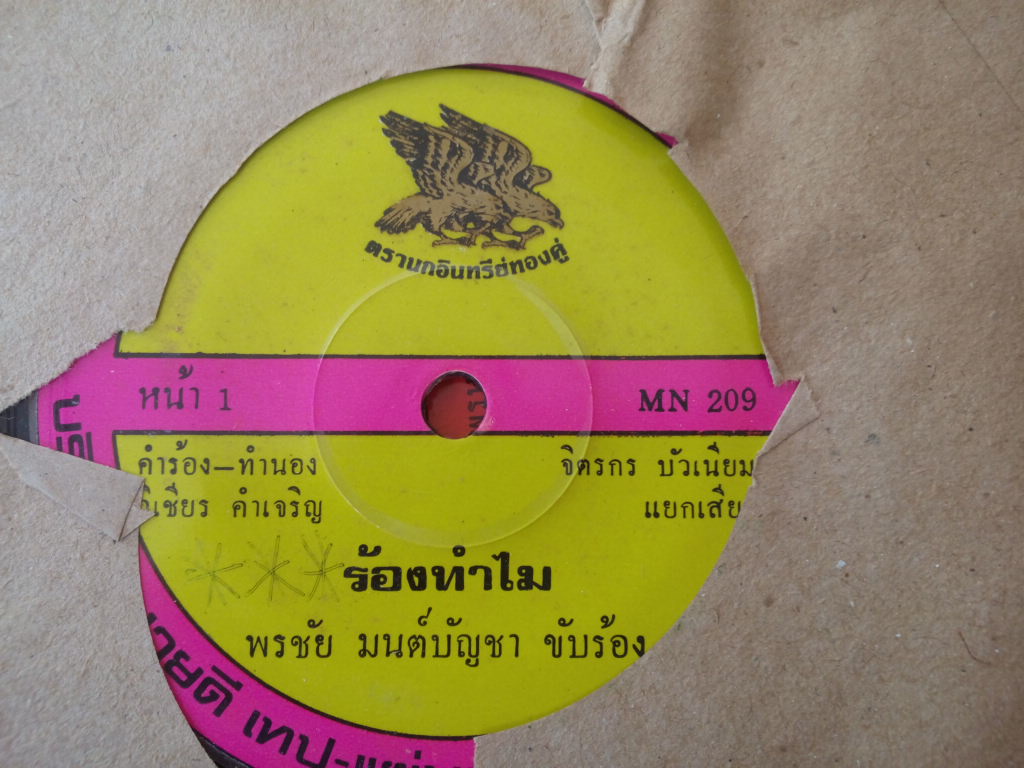 ตรานกอินทรีย์ทองคู่
หน้า 1
MN 209
คำร้อง–ทำนอง
จิตรกร บัวเนียม
คำเจริญ
ร้องทำไม
พรชัย มนต์บัญชา ขับร้อง
เทป